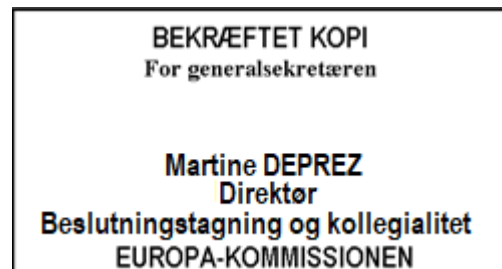 BEKRÆFTET KOPI
For generalsekretæren
Martine DEPREZ
Direktør
Beslutningstagning og kollegialitet
EUROPA-KOMMISSIONEN